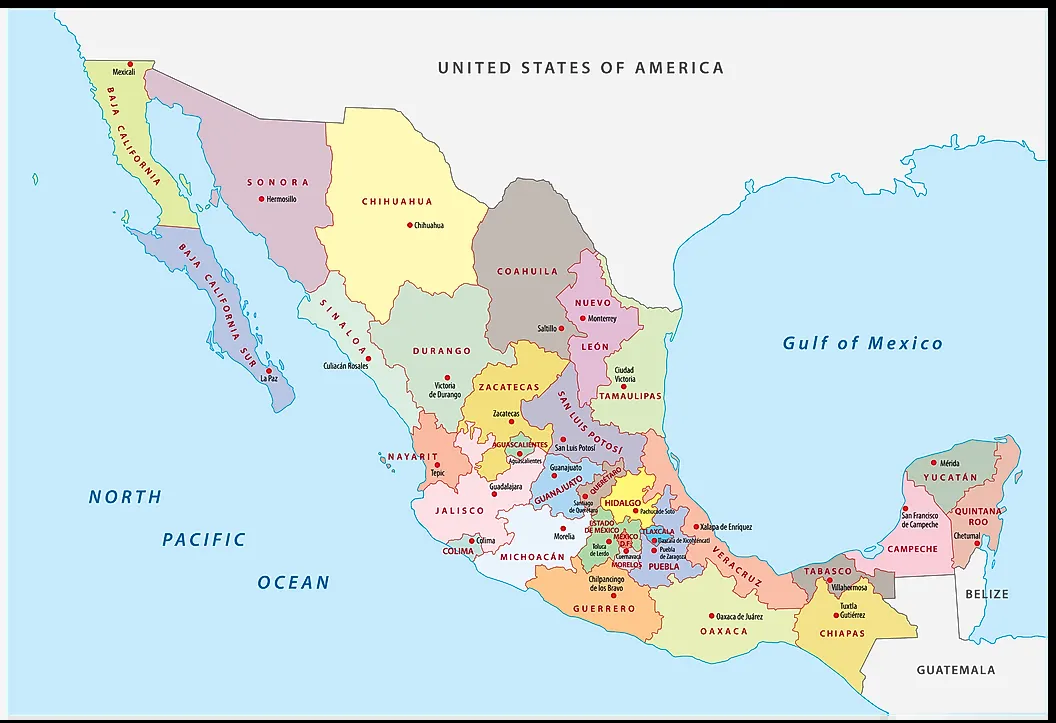 UNITED STATES OF AMERICA
Mexicali
BAJA CALIFORNIA
SONORA
Hermosillo
CHIHUAHUA
Chihuahua
COAHUILA
Saltillo
NUEVO
LEÓN
Monterrey
BAJA CALIFORNIA SUR
La Paz
SINALOA
Culiacán Rosales
DURANGO
Victoria
de Durango
ZACATECAS
Zacatecas
Ciudad
Victoria
TAMAULIPAS
SAN LUIS POTOSÍ
San Luis Potosí
Gulf of Mexico
AGUASCALIENTES
Aguascalientes
NAYARIT
Tepic
Guadalajara
JALISCO
Guanajuato
GUANAJUATO
QUERÉTARO
Santiago
de Querétaro
HIDALGO
Pachuca de Soto
Colima
COLIMA
Morelia
MICHOACÁN
ESTADO
DE MÉXICO
Toluca
de Lerdo
MÉXICO
D.F.
Cuernavaca
MORELOS
TLAXCALA
Tlaxcala de Xicohténcatl
Puebla
de Zaragoza
PUEBLA
Xalapa de Enríquez
VERACRUZ
Chilpancingo
de los Bravo
GUERRERO
Oaxaca de Juárez
OAXACA
TABASCO
Villahermosa
Tuxtla
Gutiérrez
CHIAPAS
Mérida
YUCATÁN
San Francisco
de Campeche
CAMPECHE
QUINTANA
ROO
Chetumal
BELIZE
GUATEMALA
NORTH
PACIFIC
OCEAN